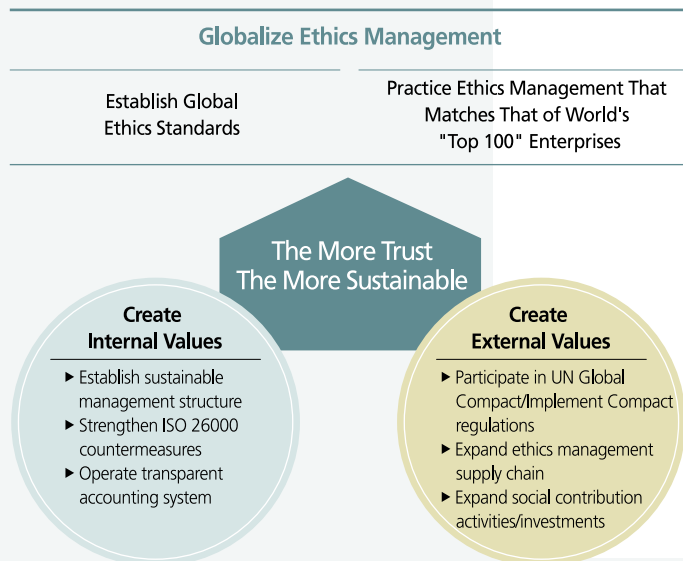 Globalize Ethics Management
Establish Global
Ethics Standards
Practice Ethics Management That
Matches That of World's
"Top 100" Enterprises
The More Trust
The More Sustainable
Create
Internal Values
▶ Establish sustainable
management structure
▶ Strengthen ISO 26000
countermeasures
▶ Operate transparent
accounting system
Create
External Values
▶ Participate in UN Global
Compact/Implement Compact
regulations
▶ Expand ethics management
supply chain
▶ Expand social contribution
activities/investments